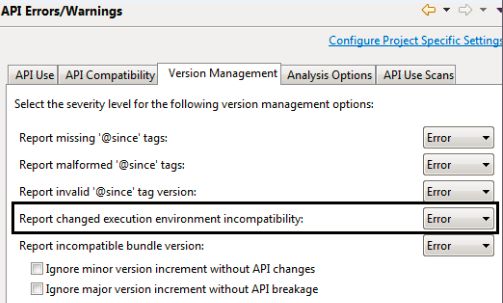 API Errors/Warnings
Configure Project Specific Settings
API Use API Compatibility Version Management Analysis Options API Use Scans
Select the severity level for the following version management options:
Report missing '@since' tags: Error
Report malformed '@since' tags: Error
Report invalid '@since' tag version: Error
Report changed execution environment incompatibility: Error
Report incompatible bundle version: Error
Ignore minor version increment without API changes
Ignore major version increment without API breakage